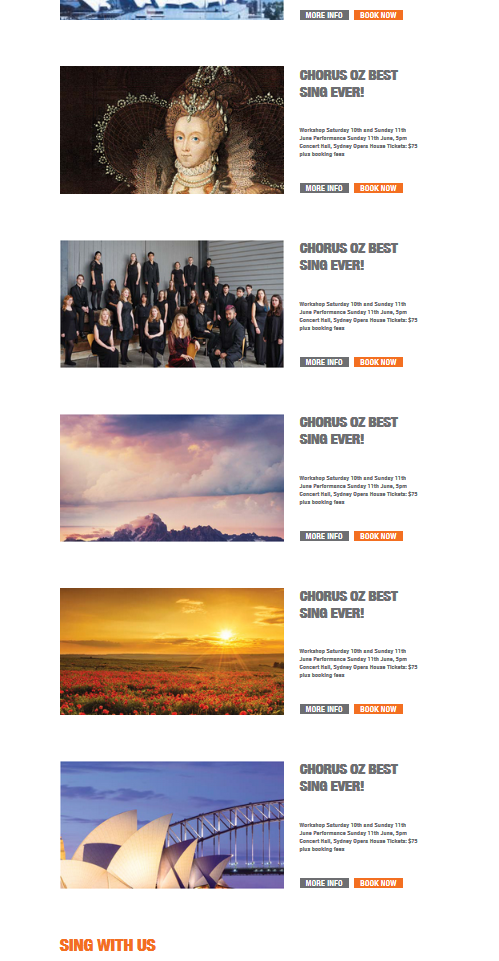 MORE INFO BOOK NOW
CHORUS OZ BEST
SING EVER!
Workshop Saturday 10th and Sunday 11th
June Performance Sunday 11th June, 5pm
Concert Hall, Sydney Opera House Tickets: $75
plus booking fees
MORE INFO BOOK NOW
CHORUS OZ BEST
SING EVER!
Workshop Saturday 10th and Sunday 11th
June Performance Sunday 11th June, 5pm
Concert Hall, Sydney Opera House Tickets: $75
plus booking fees
MORE INFO BOOK NOW
CHORUS OZ BEST
SING EVER!
Workshop Saturday 10th and Sunday 11th
June Performance Sunday 11th June, 5pm
Concert Hall, Sydney Opera House Tickets: $75
plus booking fees
MORE INFO BOOK NOW
CHORUS OZ BEST
SING EVER!
Workshop Saturday 10th and Sunday 11th
June Performance Sunday 11th June, 5pm
Concert Hall, Sydney Opera House Tickets: $75
plus booking fees
MORE INFO BOOK NOW
CHORUS OZ BEST
SING EVER!
Workshop Saturday 10th and Sunday 11th
June Performance Sunday 11th June, 5pm
Concert Hall, Sydney Opera House Tickets: $75
plus booking fees
MORE INFO BOOK NOW
SING WITH US